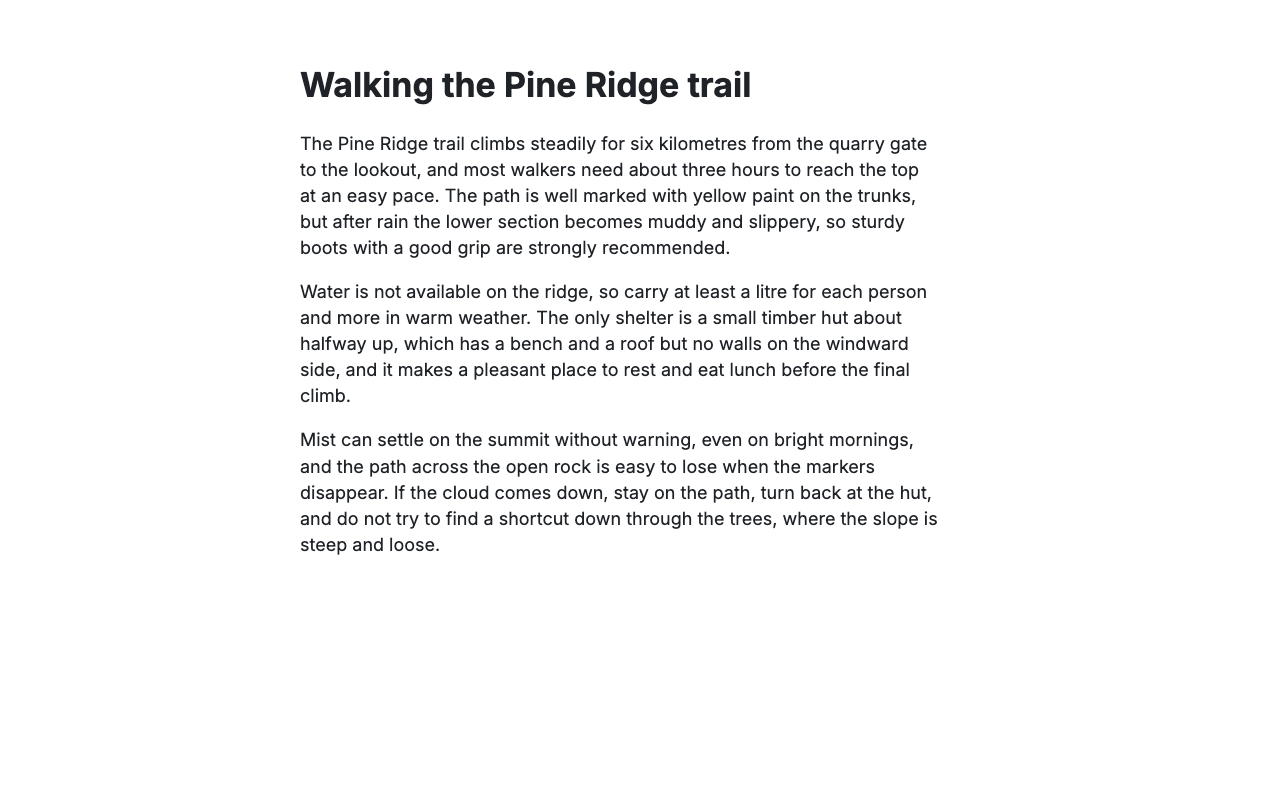 Walking the Pine Ridge trail
The Pine Ridge trail climbs steadily for six kilometres from the quarry gate
to the lookout, and most walkers need about three hours to reach the top
at an easy pace. The path is well marked with yellow paint on the trunks,
but after rain the lower section becomes muddy and slippery, so sturdy
boots with a good grip are strongly recommended.
Water is not available on the ridge, so carry at least a litre for each person
and more in warm weather. The only shelter is a small timber hut about
halfway up, which has a bench and a roof but no walls on the windward
side, and it makes a pleasant place to rest and eat lunch before the final
climb.
Mist can settle on the summit without warning, even on bright mornings,
and the path across the open rock is easy to lose when the markers
disappear. If the cloud comes down, stay on the path, turn back at the hut,
and do not try to find a shortcut down through the trees, where the slope is
steep and loose.